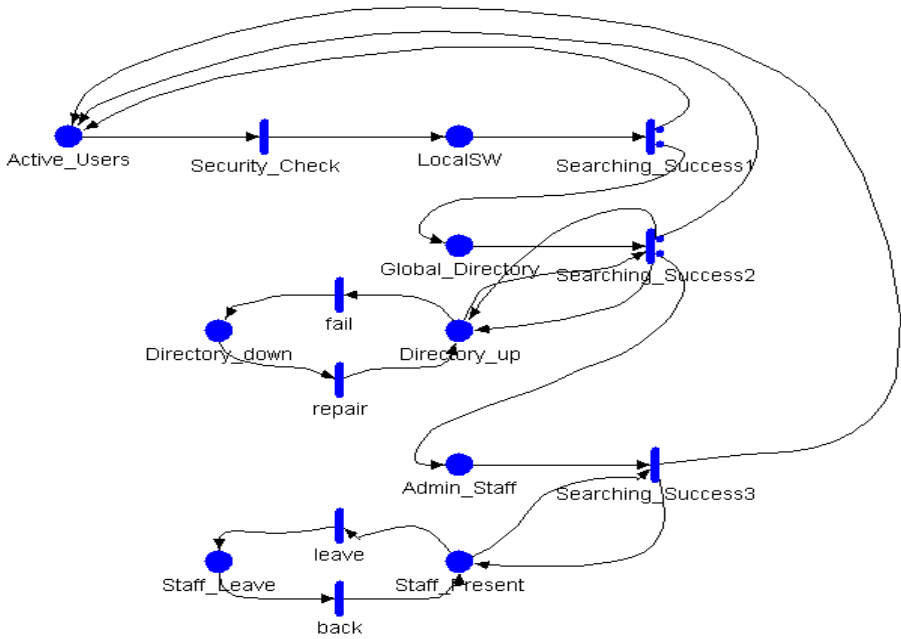 Active_Users
Security_Check
LocalSW
Searching_Success1
Global_Directory
Searching_Success2
fail
Directory_down
Directory_up
repair
Admin_Staff
Searching_Success3
leave
Staff_Leave
Staff_Present
back